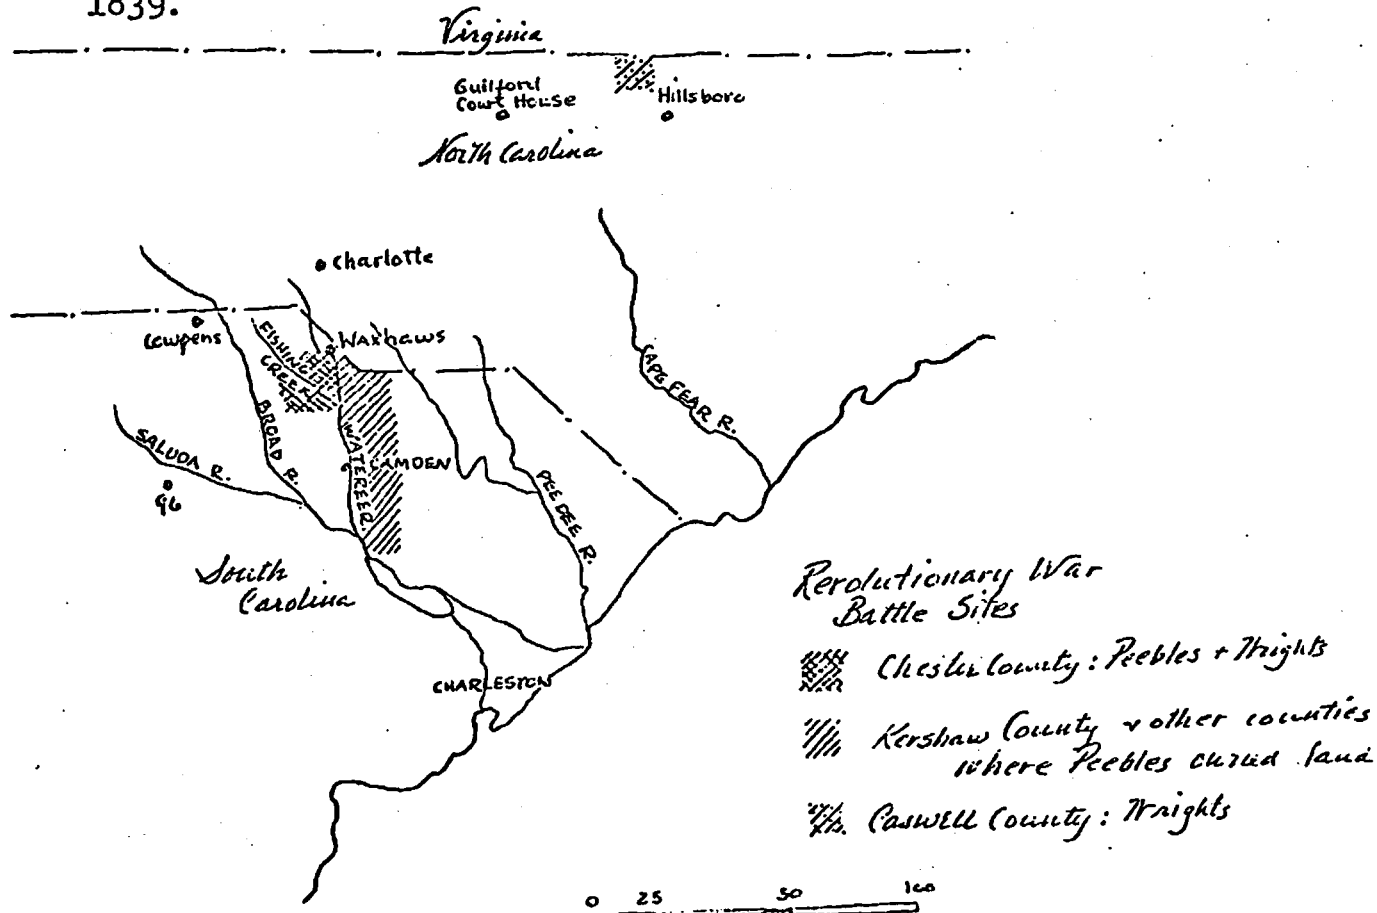 1839.
Virginia
Guilford
Court House
Hillsboro
North Carolina
Charlotte
Cowpens
FISHING
CREEK
Waxhaws
CAPE FEAR R.
BROAD R.
SALUDA R.
96
WATEREE R.
CAMDEN
PEE DEE R.
South
Carolina
CHARLESTON
Revolutionary War
Battle Sites
Chester County: Peebles + Wrights
Kershaw County & other counties
where Peebles owned land
Caswell County: Wrights
0 25 50 100